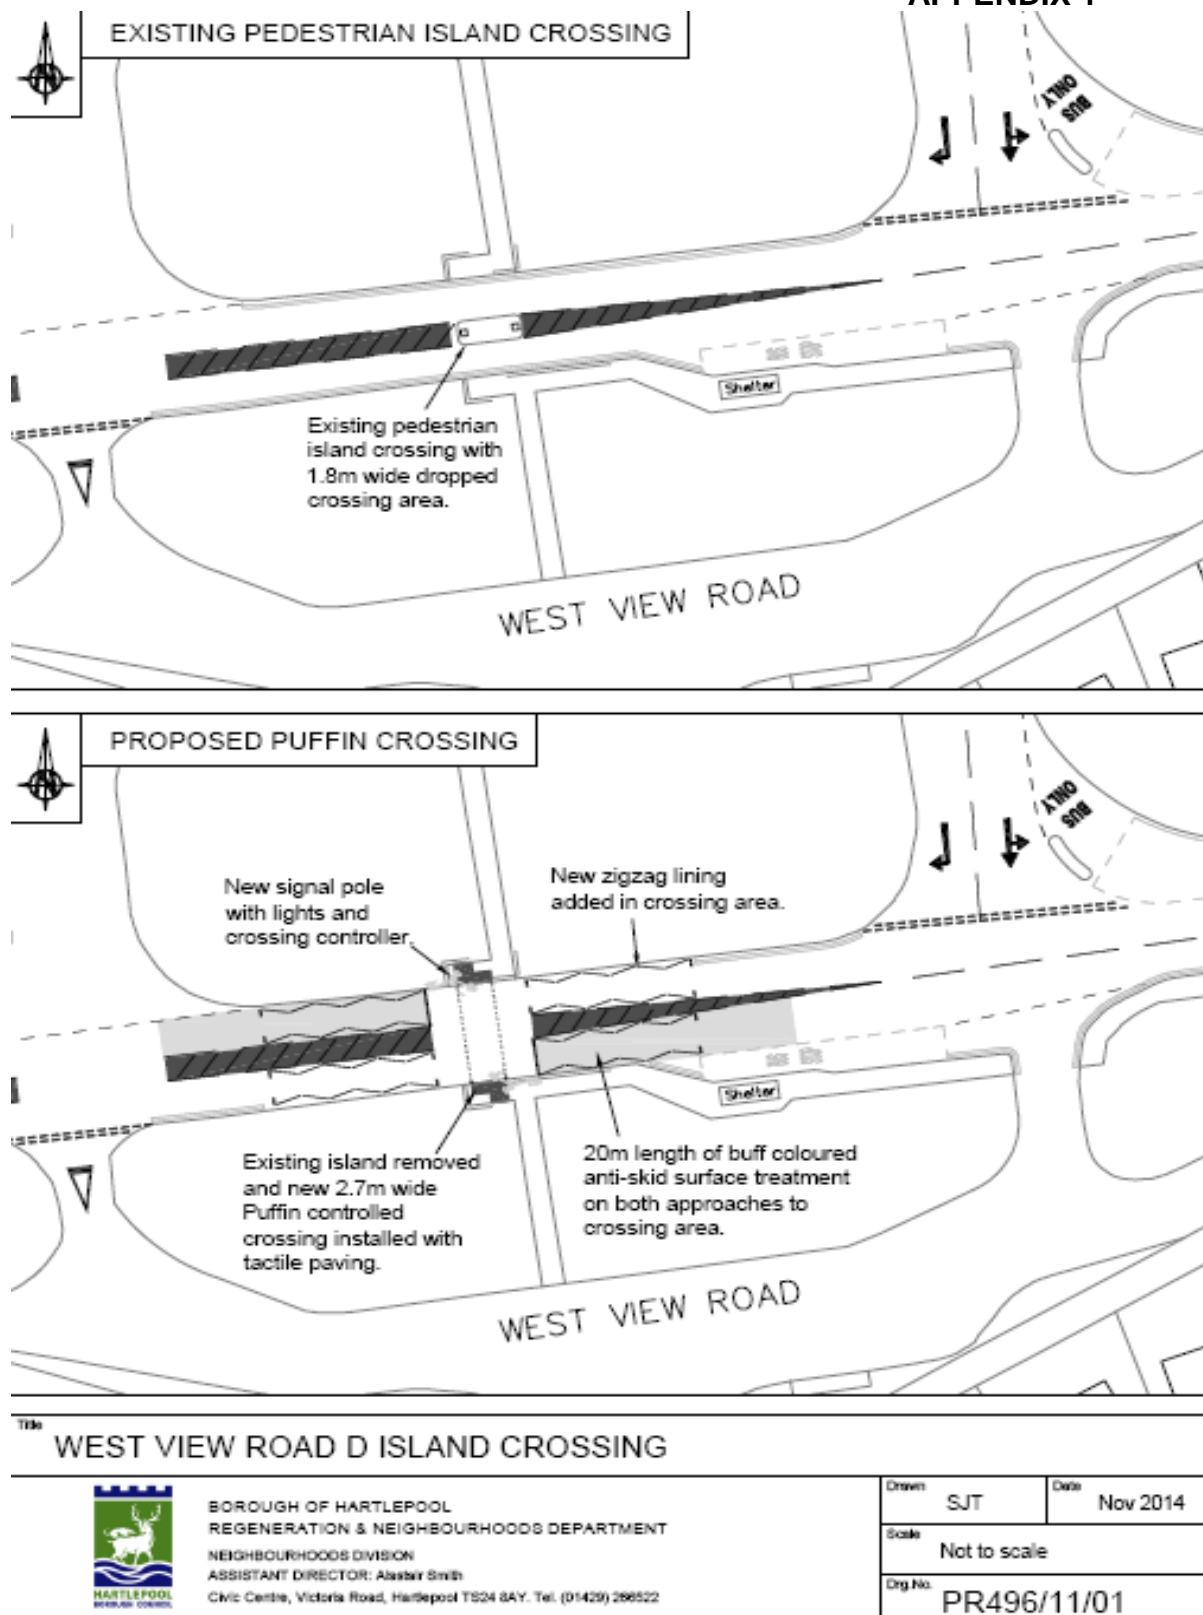 EXISTING PEDESTRIAN ISLAND CROSSING
BUS
ONLY
Shelter
Existing pedestrian
island crossing with
1.8m wide dropped
crossing area.
WEST VIEW ROAD
PROPOSED PUFFIN CROSSING
BUS
ONLY
New signal pole
with lights and
crossing controller.
New zigzag lining
added in crossing area.
Shelter
Existing island removed
and new 2.7m wide
Puffin controlled
crossing installed with
tactile paving.
20m length of buff coloured
anti-skid surface treatment
on both approaches to
crossing area.
WEST VIEW ROAD
Title
WEST VIEW ROAD D ISLAND CROSSING
HARTLEPOOL
BOROUGH COUNCIL
BOROUGH OF HARTLEPOOL
REGENERATION & NEIGHBOURHOODS DEPARTMENT
NEIGHBOURHOODS DIVISION
ASSISTANT DIRECTOR: Alastair Smith
Civic Centre, Victoria Road, Hartlepool TS24 8AY. Tel. (01429) 266522
Drawn
SJT
Date
Nov 2014
Scale
Not to scale
Drg.No.
PR496/11/01